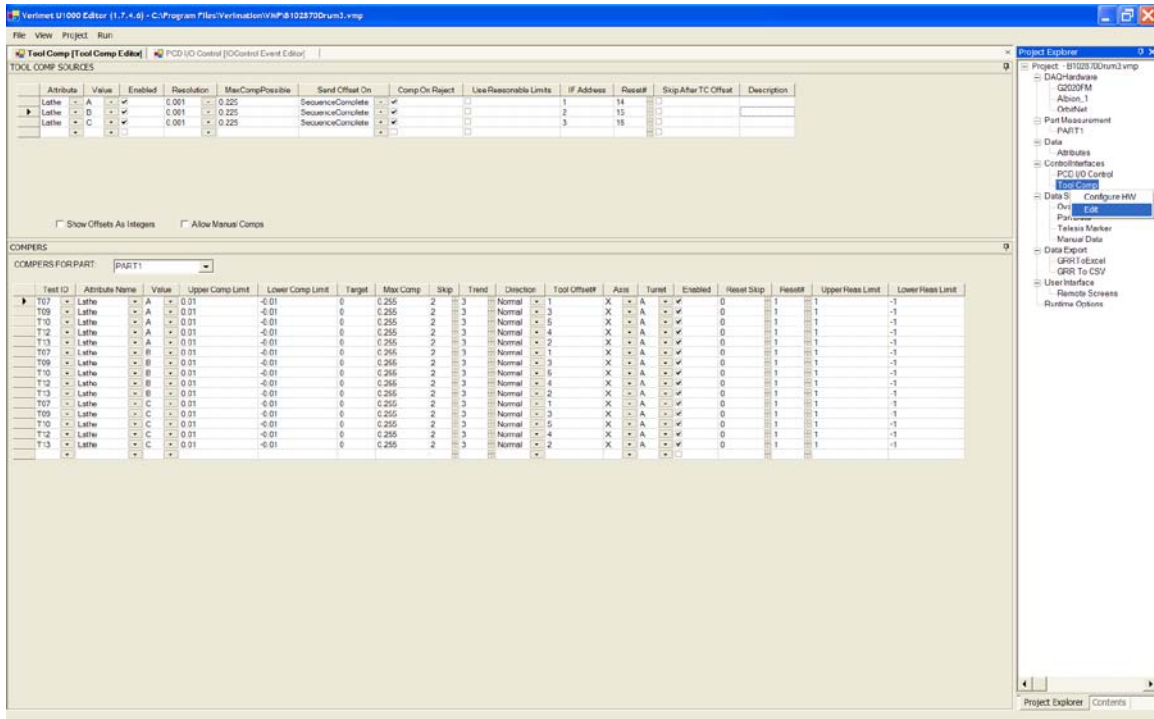 Verimet U1000 Editor (1.7.4.6) - C:\Program Files\Verimation\VMP\B102870Drum3.vmp
File View Project Run
Tool Comp [Tool Comp Editor] PCD I/O Control [IOControl Event Editor]
TOOL COMP SOURCES
Attribute Value Enabled Resolution MaxCompPossible Send Offset On Comp On Reject Use Reasonable Limits IF Address Reset# Skip After TC Offset Description
Lathe A 0.001 0.225 SequenceComplete 1 14
Lathe B 0.001 0.225 SequenceComplete 2 15
Lathe C 0.001 0.225 SequenceComplete 3 16
Show Offsets As Integers Allow Manual Comps
COMPERS
COMPERS FOR PART: PART1
Test ID Attribute Name Value Upper Comp Limit Lower Comp Limit Target Max Comp Skip Trend Direction Tool Offset# Axis Turret Enabled Reset Skip Reset# Upper Reas Limit Lower Reas Limit
T07 Lathe A 0.01 -0.01 0 0.255 2 3 Normal 1 X A 0 1 1 -1
T09 Lathe A 0.01 -0.01 0 0.255 2 3 Normal 3 X A 0 1 1 -1
T10 Lathe A 0.01 -0.01 0 0.255 2 3 Normal 5 X A 0 1 1 -1
T12 Lathe A 0.01 -0.01 0 0.255 2 3 Normal 4 X A 0 1 1 -1
T13 Lathe A 0.01 -0.01 0 0.255 2 3 Normal 2 X A 0 1 1 -1
T07 Lathe B 0.01 -0.01 0 0.255 2 3 Normal 1 X A 0 1 1 -1
T09 Lathe B 0.01 -0.01 0 0.255 2 3 Normal 3 X A 0 1 1 -1
T10 Lathe B 0.01 -0.01 0 0.255 2 3 Normal 5 X A 0 1 1 -1
T12 Lathe B 0.01 -0.01 0 0.255 2 3 Normal 4 X A 0 1 1 -1
T13 Lathe B 0.01 -0.01 0 0.255 2 3 Normal 2 X A 0 1 1 -1
T07 Lathe C 0.01 -0.01 0 0.255 2 3 Normal 1 X A 0 1 1 -1
T09 Lathe C 0.01 -0.01 0 0.255 2 3 Normal 3 X A 0 1 1 -1
T10 Lathe C 0.01 -0.01 0 0.255 2 3 Normal 5 X A 0 1 1 -1
T12 Lathe C 0.01 -0.01 0 0.255 2 3 Normal 4 X A 0 1 1 -1
T13 Lathe C 0.01 -0.01 0 0.255 2 3 Normal 2 X A 0 1 1 -1
Project Explorer
Project - B102870Drum3.vmp
DAQHardware
G2020FM
Albion_1
OrbitNet
Part Measurement
PART1
Data
Attributes
ControlInterfaces
PCD I/O Control
Tool Comp
Configure HW
Edit
Data S
Telesis Marker
Manual Data
Data Export
GRRToExcel
GRR To CSV
User Interface
Remote Screens
Runtime Options
Project Explorer Contents